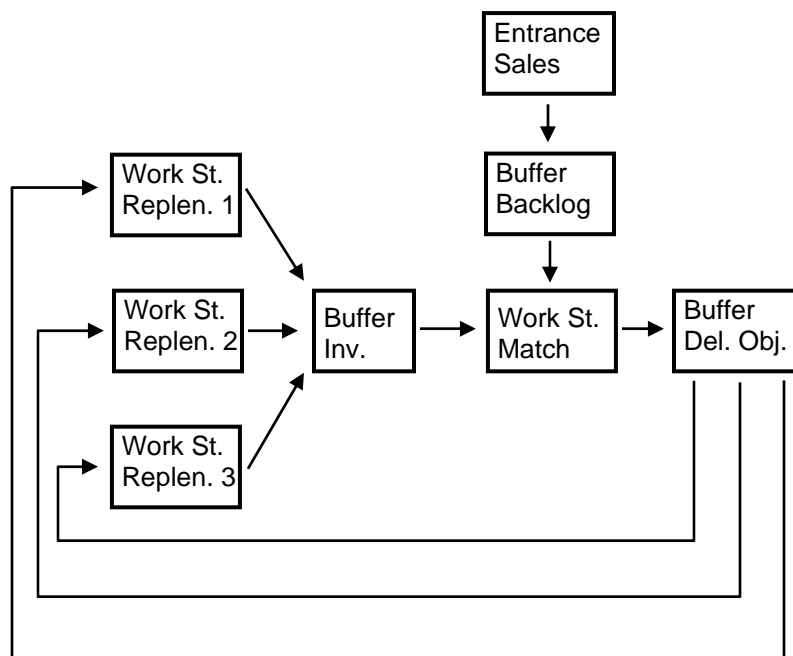 Entrance
Sales
Work St.
Replen. 1
Buffer
Backlog
Work St.
Replen. 2
Buffer
Inv.
Work St.
Match
Buffer
Del. Obj.
Work St.
Replen. 3